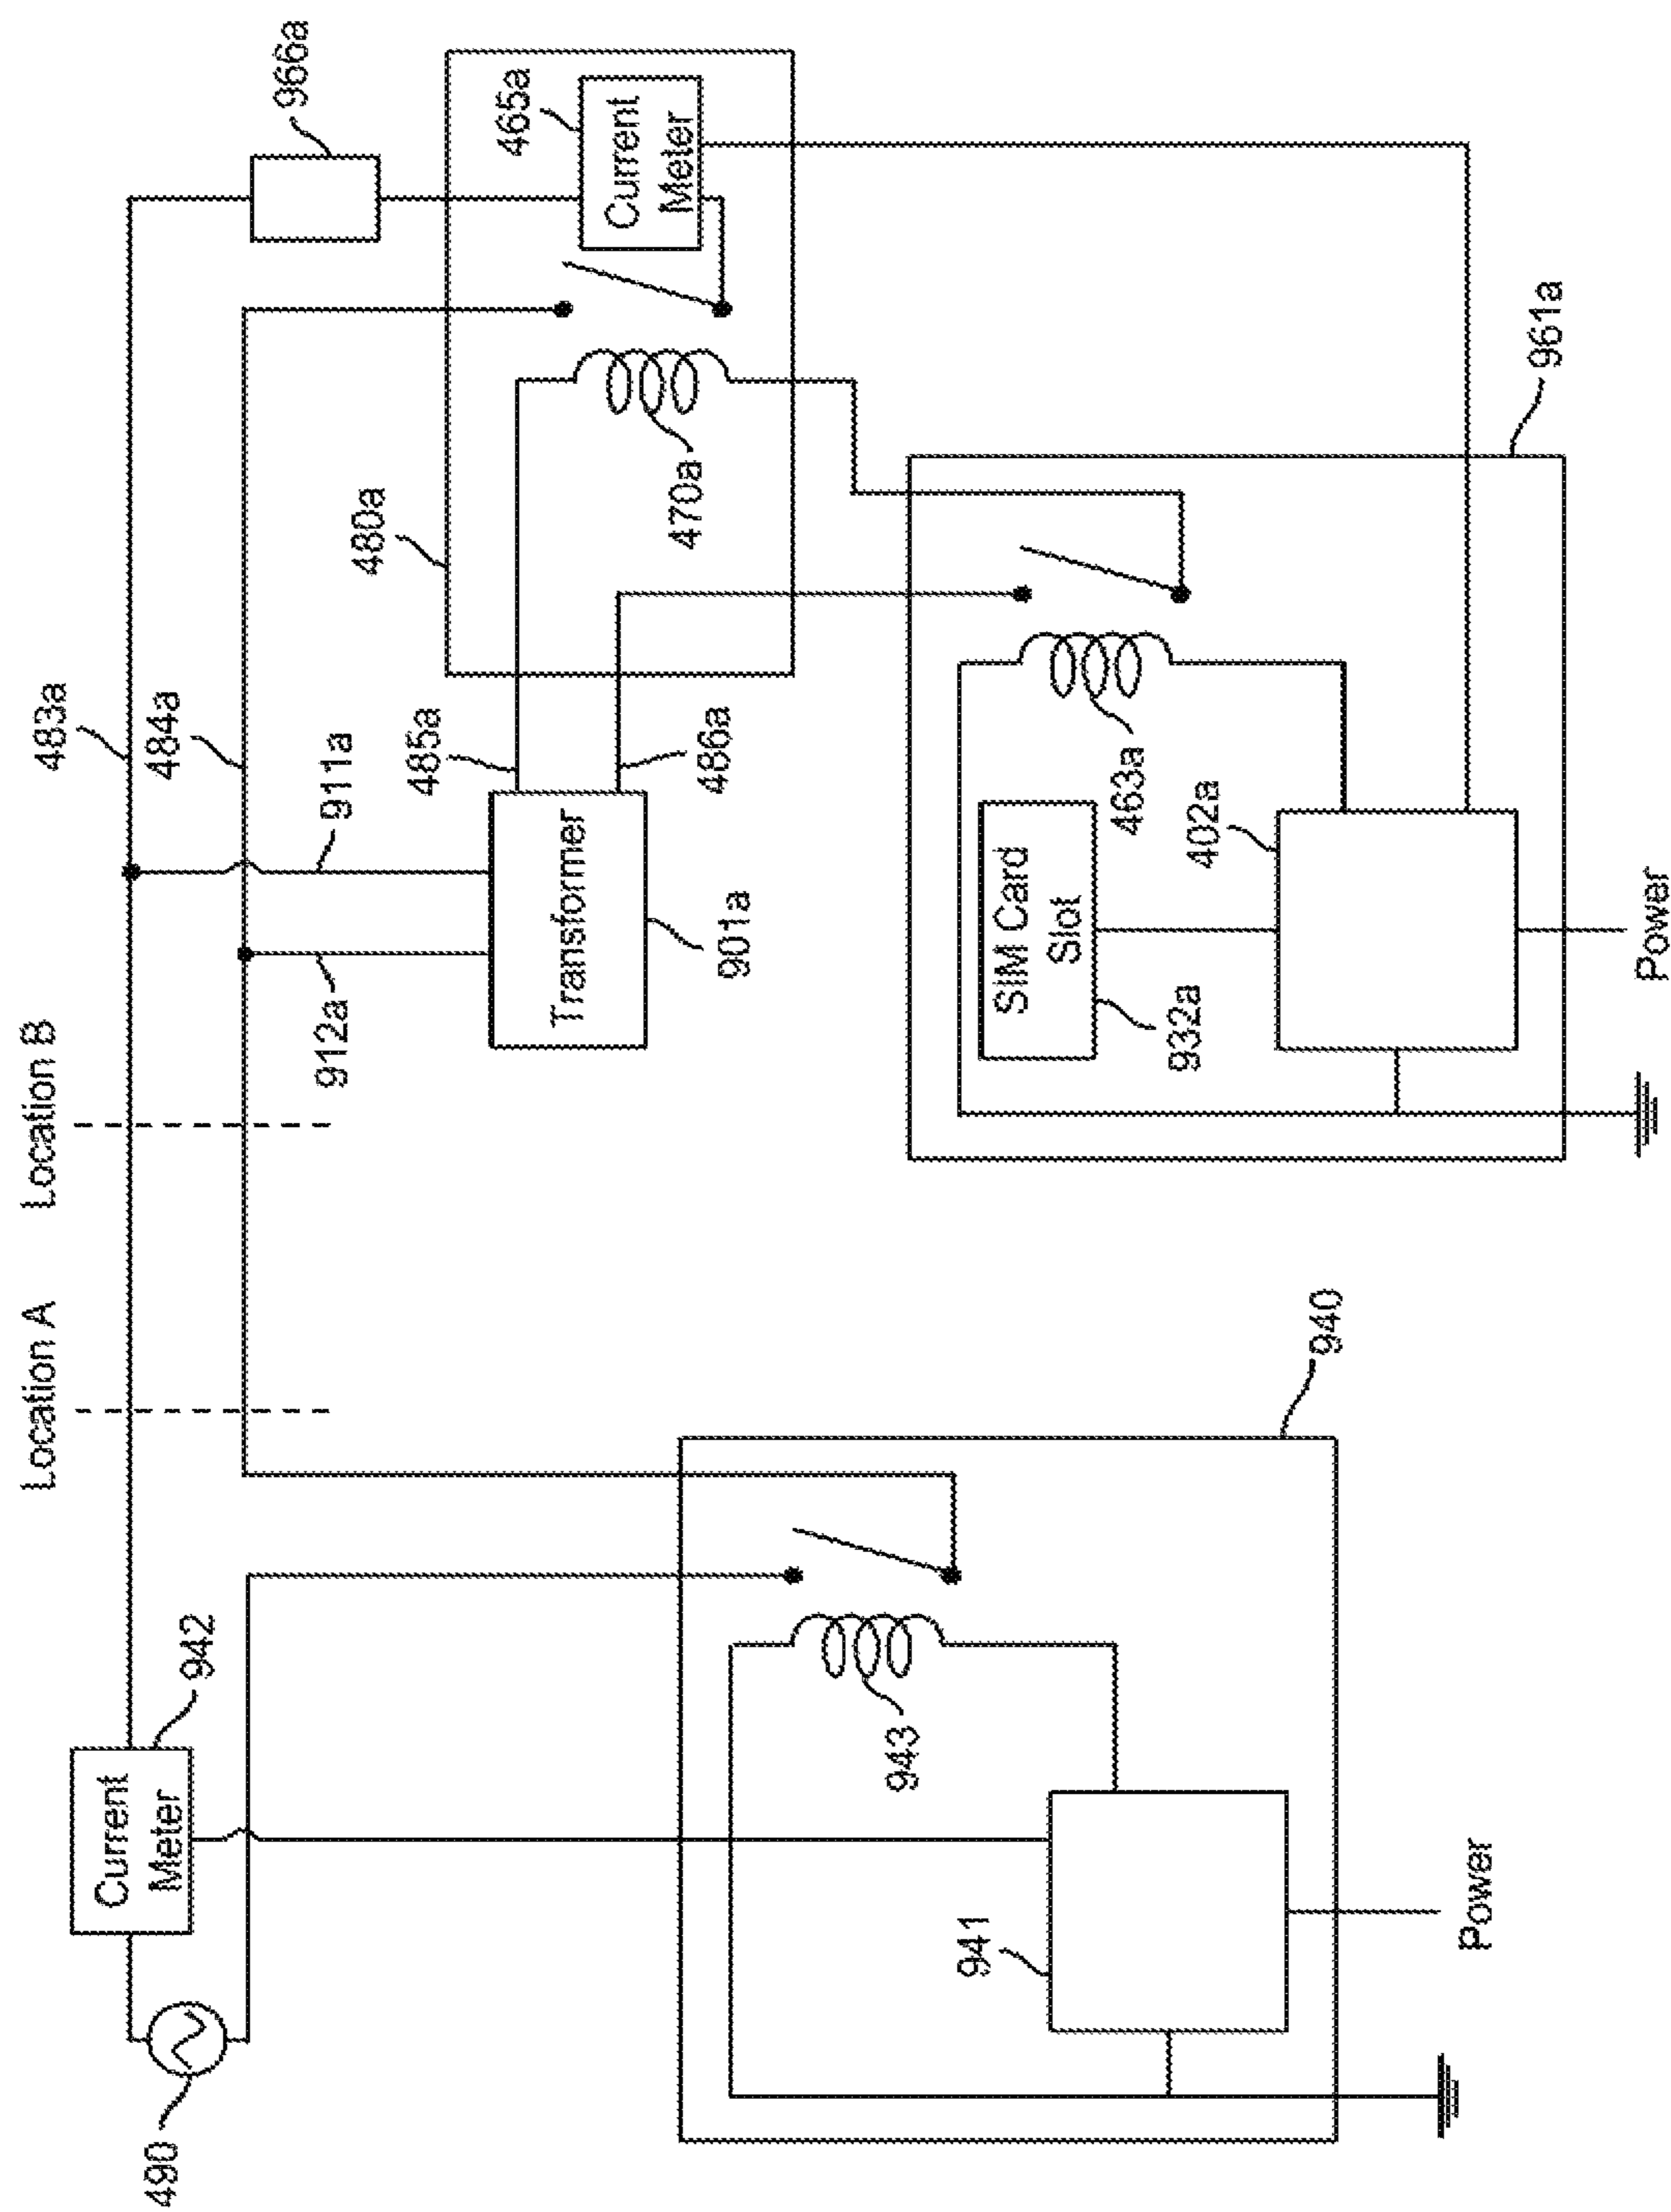 Location A
Location B
490
Current
Meter
942
943
941
Power
940
483a
484a
912a
911a
Transformer
901a
485a
486a
480a
470a
465a
Current
Meter
966a
SIM Card
Slot
932a
463a
402a
Power
961a